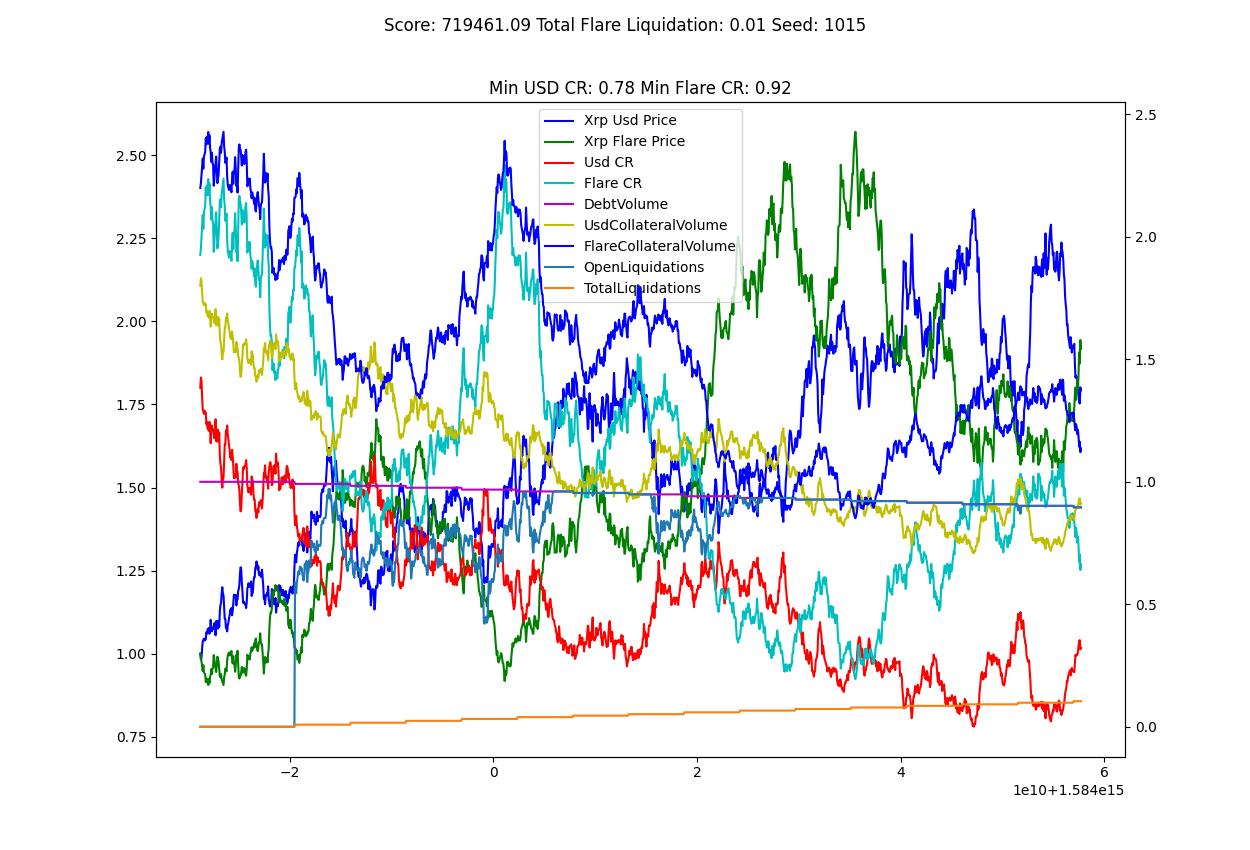 Score: 719461.09 Total Flare Liquidation: 0.01 Seed: 1015
Min USD CR: 0.78 Min Flare CR: 0.92
Xrp Usd Price
Xrp Flare Price
Usd CR
Flare CR
DebtVolume
UsdCollateralVolume
FlareCollateralVolume
OpenLiquidations
TotalLiquidations
2.50
2.25
2.00
1.75
1.50
1.25
1.00
0.75
2.5
2.0
1.5
1.0
0.5
0.0
−2 0 2 4 6
1e10+1.584e15